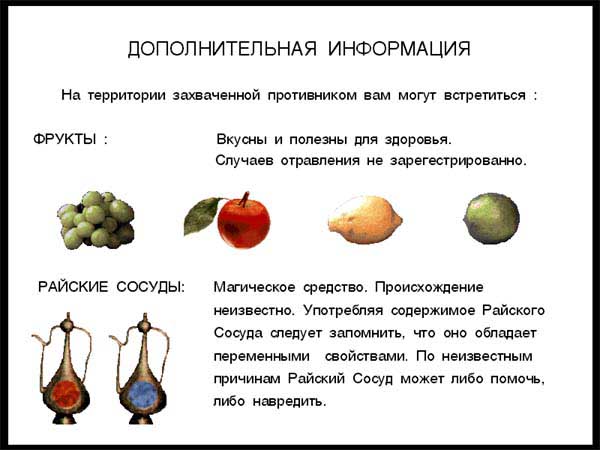 ДОПОЛНИТЕЛЬНАЯ ИНФОРМАЦИЯ
На территории захваченной противником вам могут встретиться :
ФРУКТЫ :
Вкусны и полезны для здоровья.
Случаев отравления не зарегестрированно.
РАЙСКИЕ СОСУДЫ:
Магическое средство. Происхождение
неизвестно. Употребляя содержимое Райского
Сосуда следует запомнить, что оно обладает
переменными свойствами. По неизвестным
причинам Райский Сосуд может либо помочь,
либо навредить.